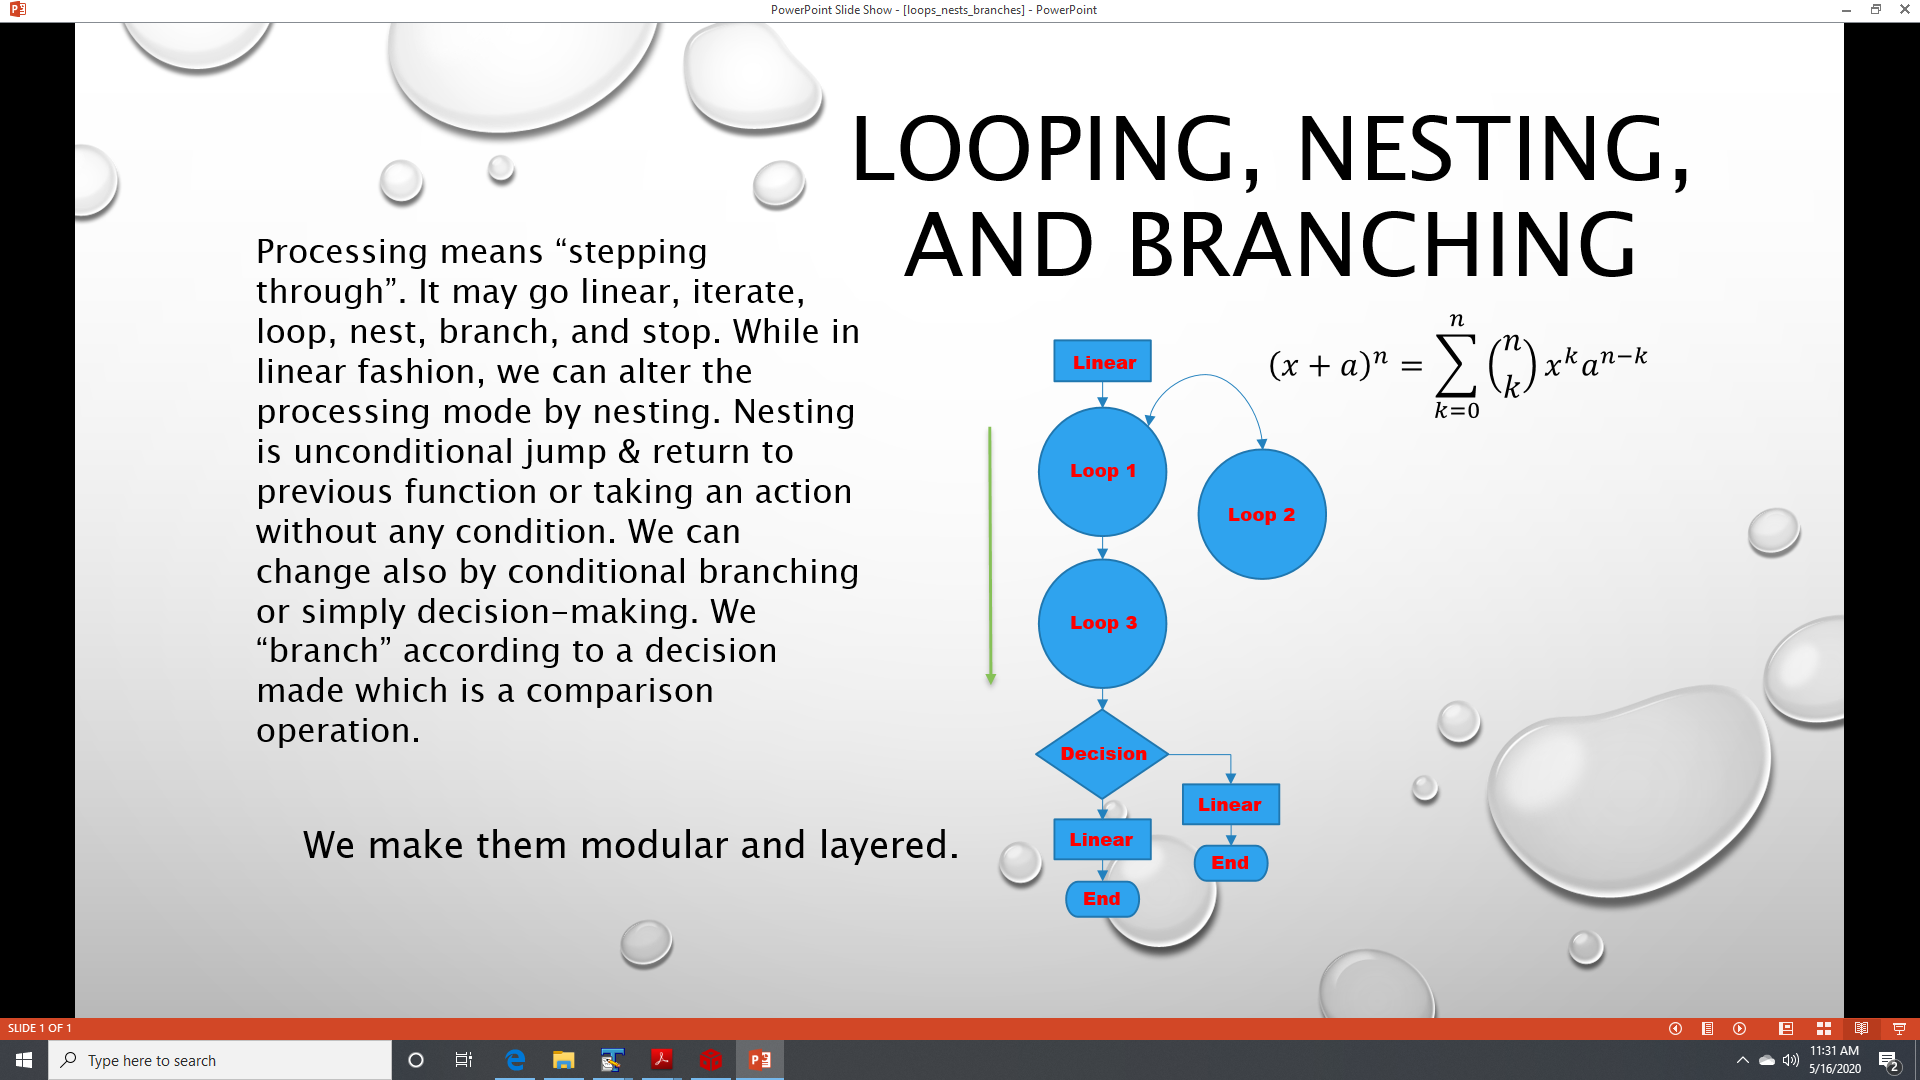 PowerPoint Slide Show - [loops_nests_branches] - PowerPoint
LOOPING, NESTING,
AND BRANCHING
Processing means “stepping
through”. It may go linear, iterate,
loop, nest, branch, and stop. While in
linear fashion, we can alter the
processing mode by nesting. Nesting
is unconditional jump & return to
previous function or taking an action
without any condition. We can
change also by conditional branching
or simply decision-making. We
“branch” according to a decision
made which is a comparison
operation.
We make them modular and layered.
(x + a)ⁿ = ∑ₖ₌₀ⁿ (n k) xᵏaⁿ⁻ᵏ
Linear
Loop 1
Loop 2
Loop 3
Decision
Linear
Linear
End
End
SLIDE 1 OF 1
Type here to search
11:31 AM
5/16/2020
2